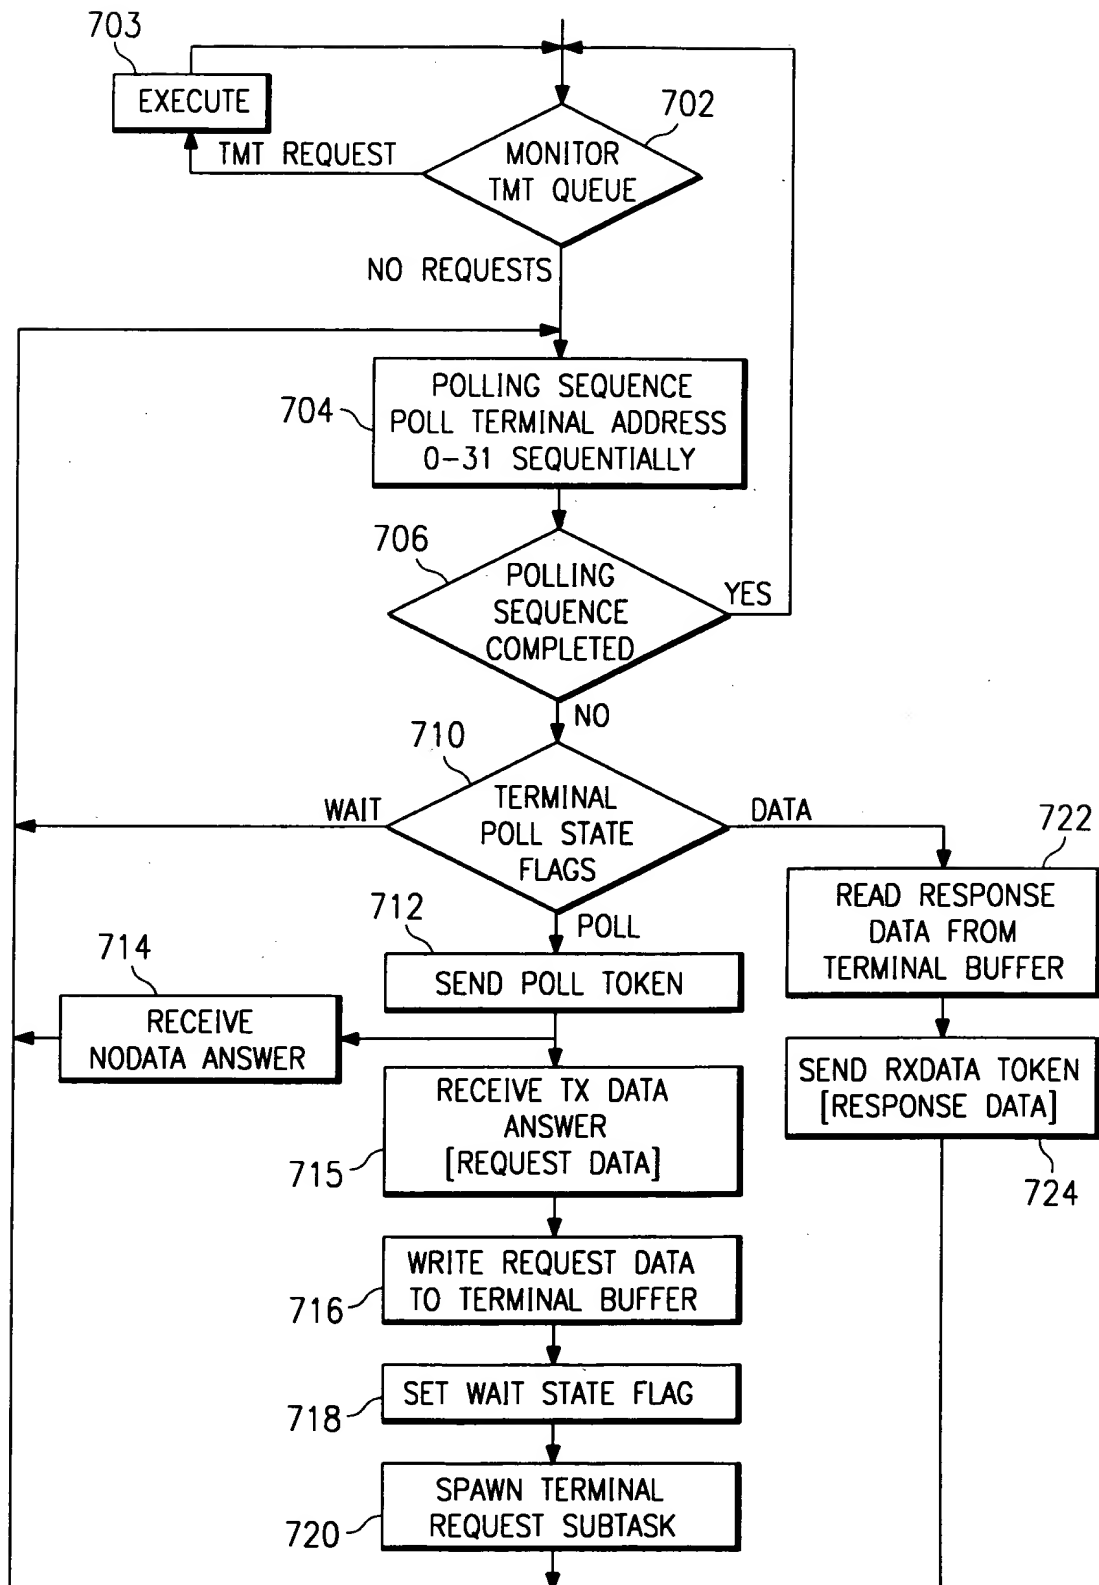 703
EXECUTE
702
TMT REQUEST
MONITOR
TMT QUEUE
NO REQUESTS
704
POLLING SEQUENCE
POLL TERMINAL ADDRESS
0-31 SEQUENTIALLY
706
POLLING
SEQUENCE
COMPLETED
YES
NO
710
WAIT
TERMINAL
POLL STATE
FLAGS
DATA
722
READ RESPONSE
DATA FROM
TERMINAL BUFFER
712
POLL
SEND POLL TOKEN
714
RECEIVE
NODATA ANSWER
SEND RXDATA TOKEN
[RESPONSE DATA]
724
RECEIVE TX DATA
ANSWER
[REQUEST DATA]
715
WRITE REQUEST DATA
TO TERMINAL BUFFER
716
SET WAIT STATE FLAG
718
SPAWN TERMINAL
REQUEST SUBTASK
720